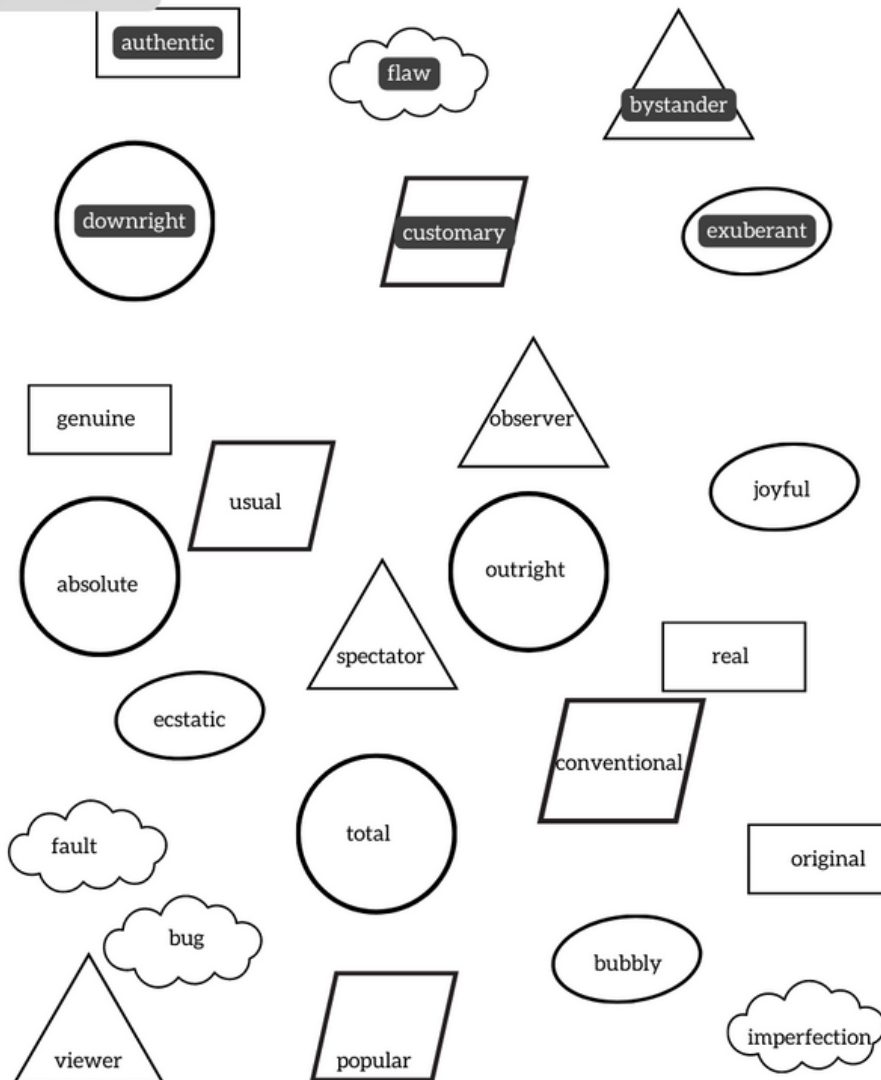 authentic
flaw
bystander
downright
customary
exuberant
genuine
observer
usual
joyful
absolute
outright
spectator
real
ecstatic
conventional
total
fault
original
bug
bubbly
imperfection
viewer
popular